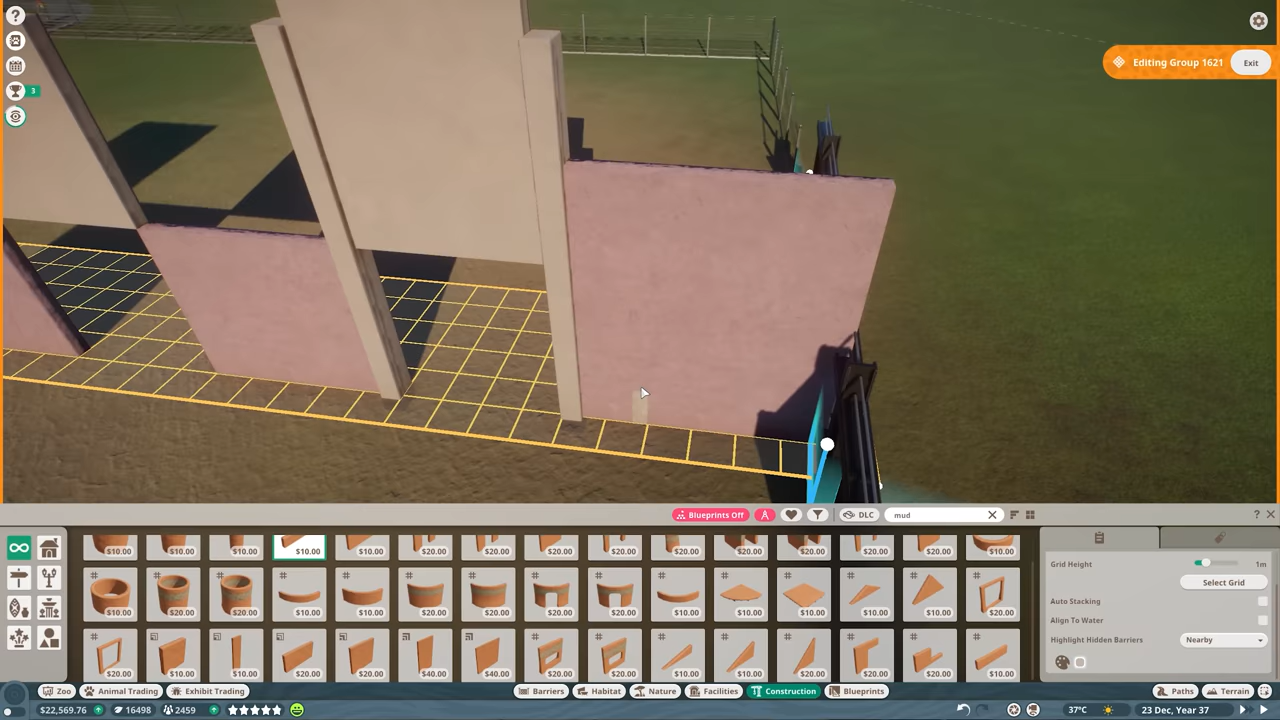 ?
Editing Group 1621 Exit
3
Blueprints Off
DLC
mud
?
$10.00 $10.00 $10.00 $10.00 $10.00 $20.00 $20.00 $20.00 $20.00 $20.00 $20.00 $20.00 $20.00 $20.00 $10.00
$10.00 $20.00 $20.00 $10.00 $10.00 $20.00 $20.00 $20.00 $20.00 $10.00 $10.00 $10.00 $10.00 $10.00 $20.00
$20.00 $20.00 $10.00 $20.00 $20.00 $40.00 $40.00 $20.00 $20.00 $10.00 $10.00 $10.00 $20.00 $20.00 $10.00
Grid Height 1m
Select Grid
Auto Stacking
Align To Water
Highlight Hidden Barriers Nearby
Zoo Animal Trading Exhibit Trading Barriers Habitat Nature Facilities Construction Blueprints Paths Terrain
$22,569.76 16498 2459 37°C 23 Dec, Year 37